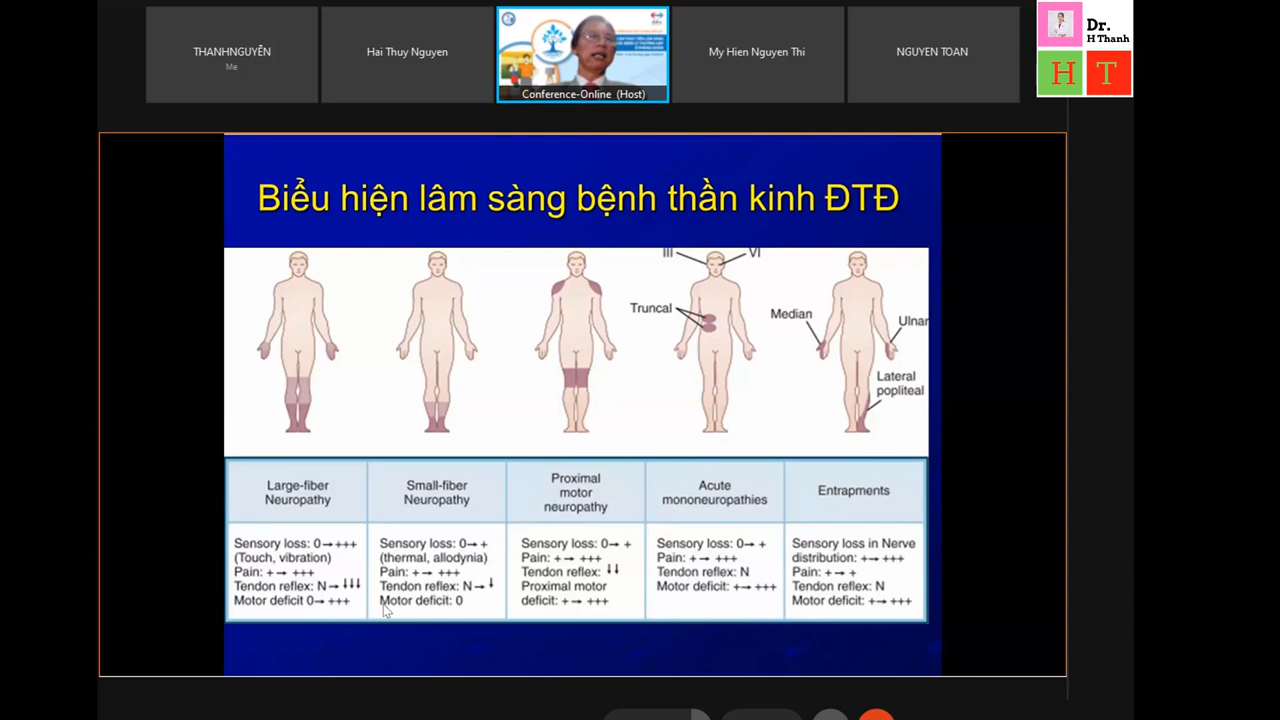 THANHNGUYỄN
Me
Hai Thuy Nguyen
Conference-Online (Host)
My Hien Nguyen Thi
NGUYEN TOAN
Dr.
H Thanh
H T
Biểu hiện lâm sàng bệnh thần kinh ĐTĐ
III
VI
Truncal
Median
Ulnar
Lateral
popliteal
Large-fiber
Neuropathy
Small-fiber
Neuropathy
Proximal
motor
neuropathy
Acute
mononeuropathies
Entrapments
Sensory loss: 0→+++
(Touch, vibration)
Pain: +→ +++
Tendon reflex: N→↓↓↓
Motor deficit 0→+++
Sensory loss: 0→+
(thermal, allodynia)
Pain: +→ +++
Tendon reflex: N→↓
Motor deficit: 0
Sensory loss: 0→ +
Pain: +→ +++
Tendon reflex: ↓↓
Proximal motor
deficit: +→ +++
Sensory loss: 0→ +
Pain: +→ +++
Tendon reflex: N
Motor deficit: +→+++
Sensory loss in Nerve
distribution: +→+++
Pain: +→ +
Tendon reflex: N
Motor deficit: +→+++